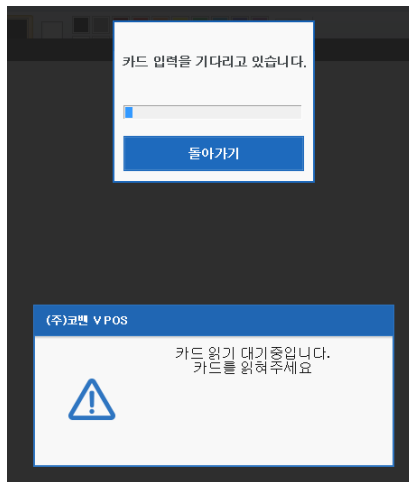 카드 입력을 기다리고 있습니다.
돌아가기
(주)코밴 V POS
카드 읽기 대기중입니다.
카드를 읽혀주세요